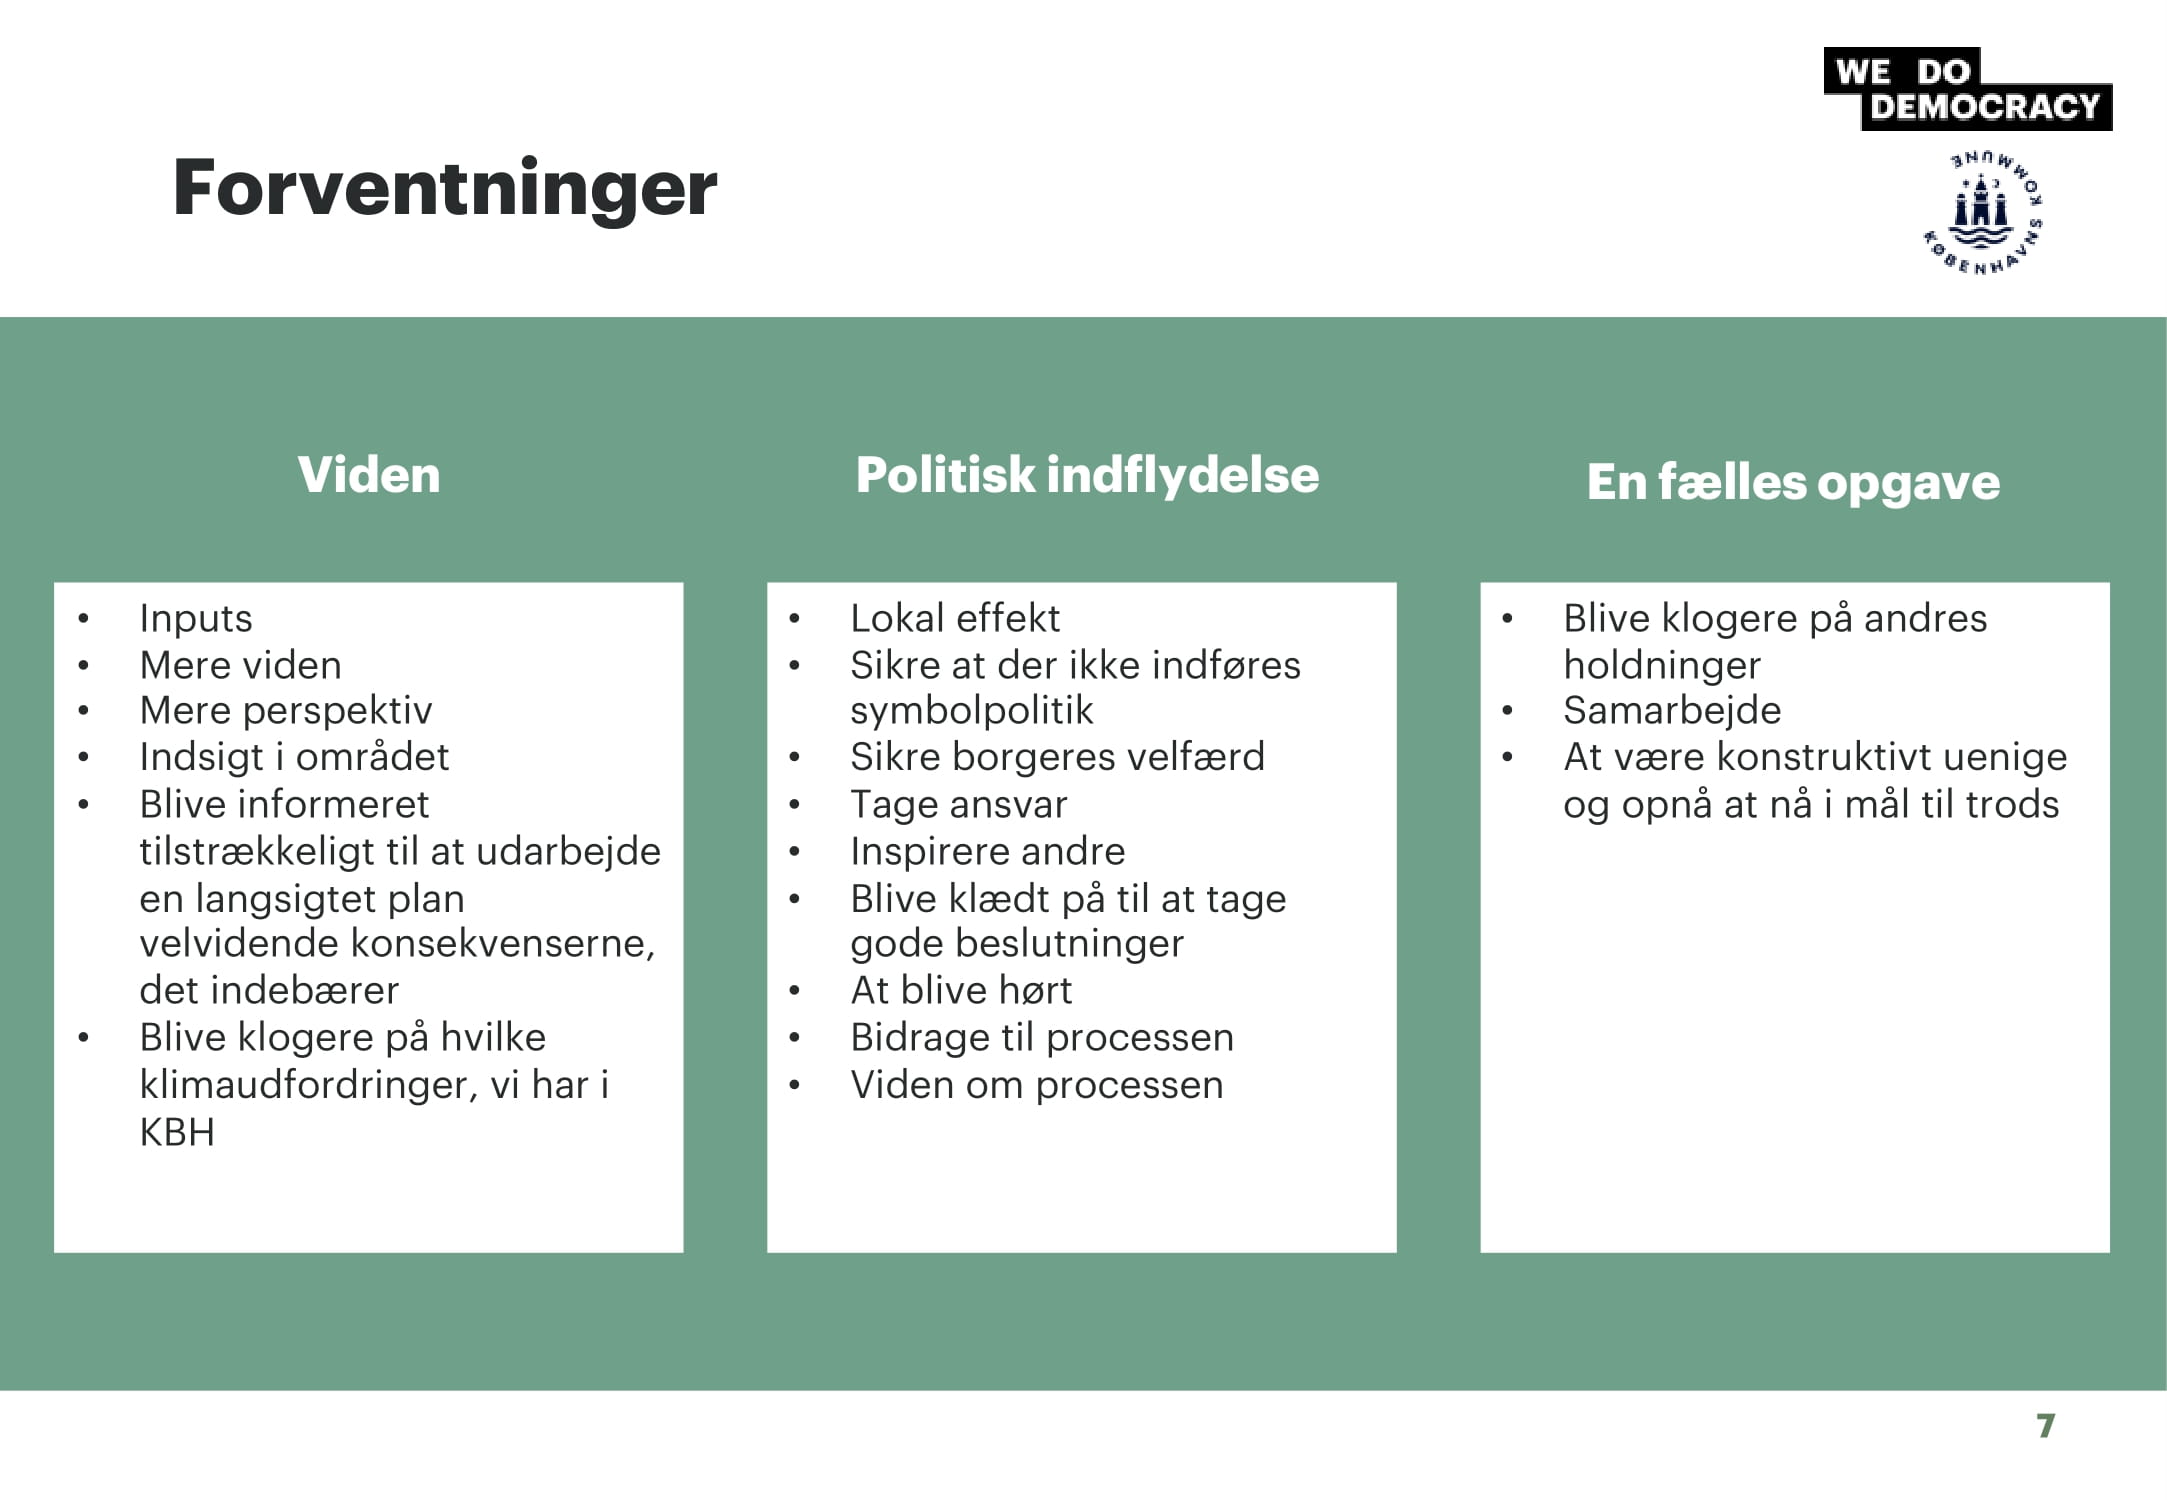 WE DO
DEMOCRACY
KØBENHAVNS KOMMUNE
Forventninger
Viden
• Inputs
• Mere viden
• Mere perspektiv
• Indsigt i området
• Blive informeret
tilstrækkeligt til at udarbejde
en langsigtet plan
velvidende konsekvenserne,
det indebærer
• Blive klogere på hvilke
klimaudfordringer, vi har i
KBH
Politisk indflydelse
• Lokal effekt
• Sikre at der ikke indføres
symbolpolitik
• Sikre borgeres velfærd
• Tage ansvar
• Inspirere andre
• Blive klædt på til at tage
gode beslutninger
• At blive hørt
• Bidrage til processen
• Viden om processen
En fælles opgave
• Blive klogere på andres
holdninger
• Samarbejde
• At være konstruktivt uenige
og opnå at nå i mål til trods
7